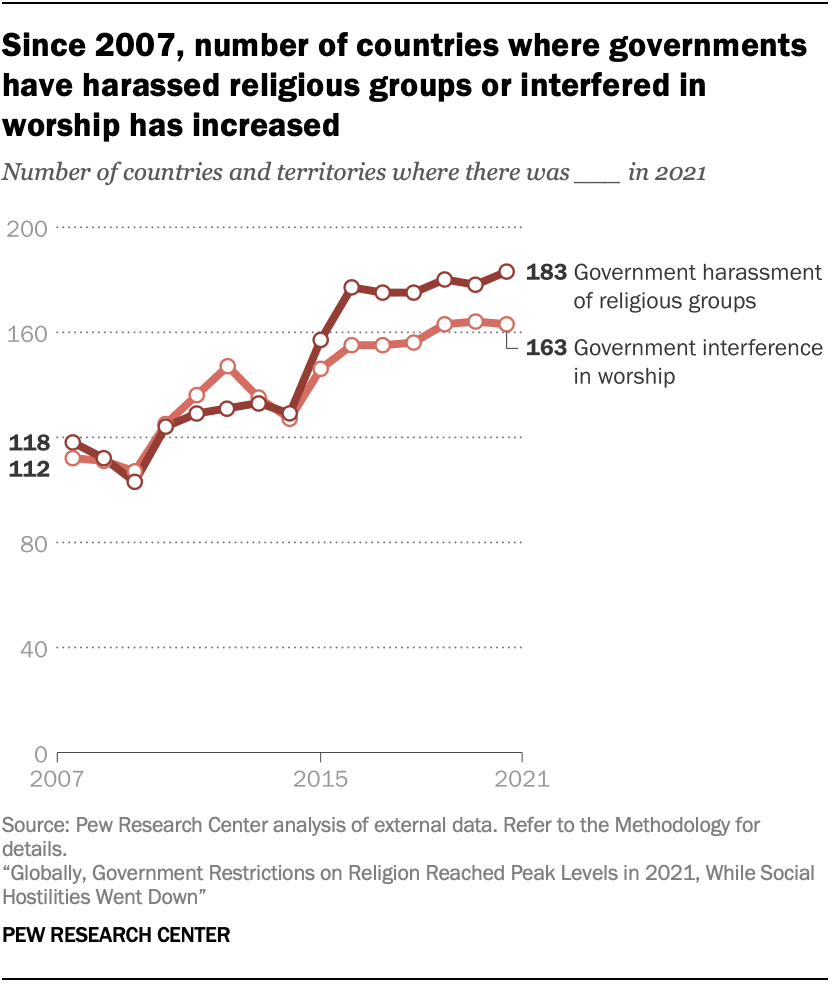 Since 2007, number of countries where governments
have harassed religious groups or interfered in
worship has increased
Number of countries and territories where there was ___ in 2021
200
183 Government harassment
of religious groups
160
163 Government interference
in worship
118
112
80
40
0
2007 2015 2021
Source: Pew Research Center analysis of external data. Refer to the Methodology for
details.
“Globally, Government Restrictions on Religion Reached Peak Levels in 2021, While Social
Hostilities Went Down”
PEW RESEARCH CENTER